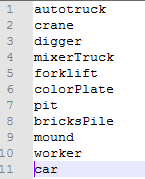 1 autotruck
2 crane
3 digger
4 mixerTruck
5 forklift
6 colorPlate
7 pit
8 bricksPile
9 mound
10 worker
11 car